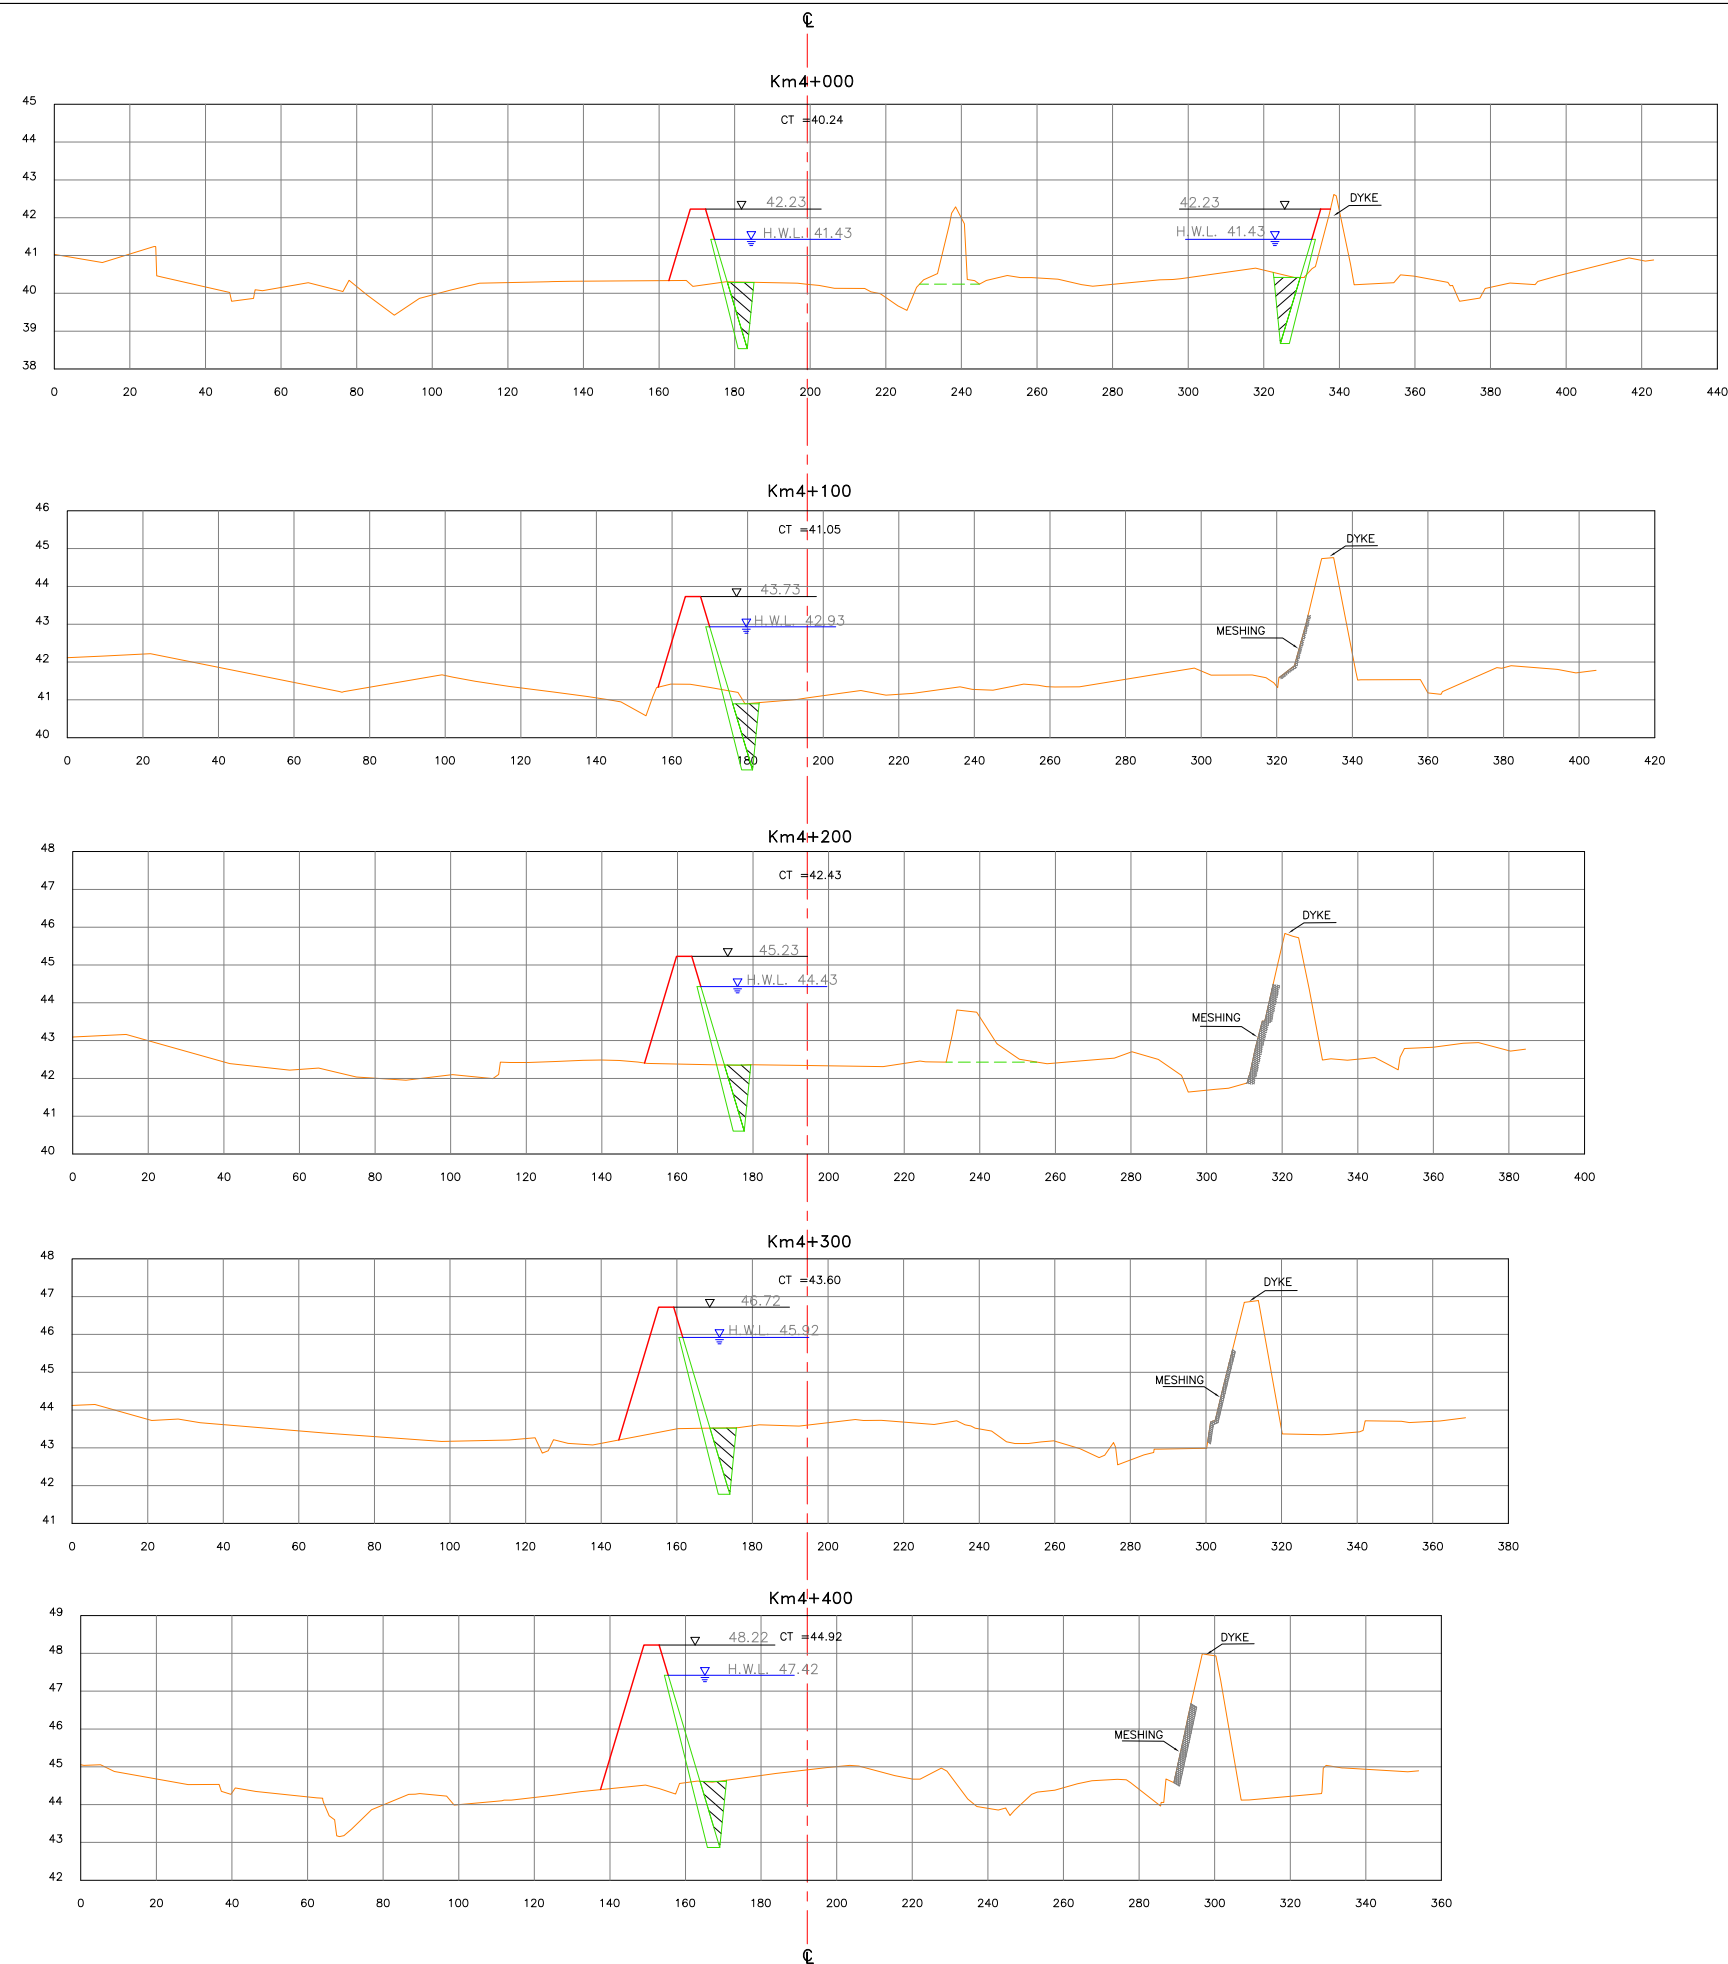 ℄
Km4+000
CT =40.24
45
44
43
42
41
40
39
38
42.23
H.W.L. 41.43
42.23
H.W.L. 41.43
DYKE
0 20 40 60 80 100 120 140 160 180 200 220 240 260 280 300 320 340 360 380 400 420 440
Km4+100
CT =41.05
46
45
44
43
42
41
40
43.73
H.W.L. 42.93
MESHING
DYKE
0 20 40 60 80 100 120 140 160 180 200 220 240 260 280 300 320 340 360 380 400 420
Km4+200
CT =42.43
48
47
46
45
44
43
42
41
40
45.23
H.W.L. 44.43
MESHING
DYKE
0 20 40 60 80 100 120 140 160 180 200 220 240 260 280 300 320 340 360 380 400
Km4+300
CT =43.60
48
47
46
45
44
43
42
41
46.72
H.W.L. 45.92
MESHING
DYKE
0 20 40 60 80 100 120 140 160 180 200 220 240 260 280 300 320 340 360 380
Km4+400
CT =44.92
49
48
47
46
45
44
43
42
48.22
H.W.L. 47.42
MESHING
DYKE
0 20 40 60 80 100 120 140 160 180 200 220 240 260 280 300 320 340 360
℄